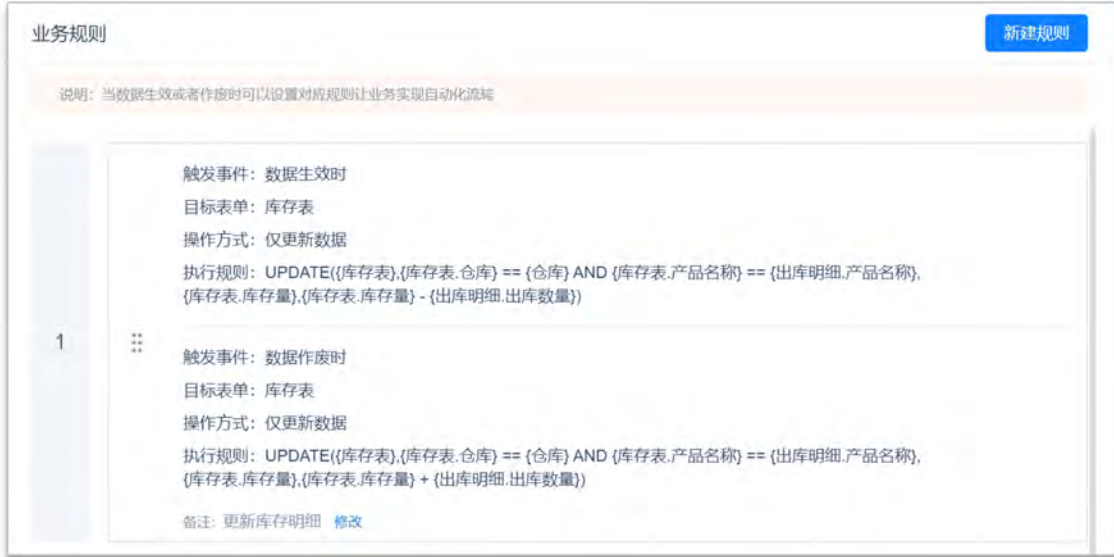 业务规则
新建规则
说明：当数据生效或者作废时可以设置对应规则让业务实现自动化流转
触发事件：数据生效时
目标表单：库存表
操作方式：仅更新数据
执行规则：UPDATE({库存表},{库存表.仓库} == {仓库} AND {库存表.产品名称} == {出库明细.产品名称},
{库存表.库存量},{库存表.库存量} - {出库明细.出库数量})
1
触发事件：数据作废时
目标表单：库存表
操作方式：仅更新数据
执行规则：UPDATE({库存表},{库存表.仓库} == {仓库} AND {库存表.产品名称} == {出库明细.产品名称},
{库存表.库存量},{库存表.库存量} + {出库明细.出库数量})
备注: 更新库存明细 修改